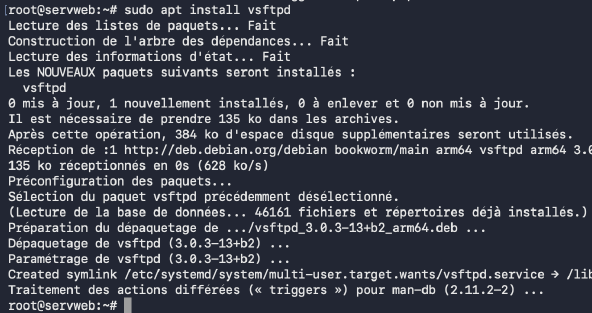 [root@servweb:~# sudo apt install vsftpd
Lecture des listes de paquets... Fait
Construction de l'arbre des dépendances... Fait
Lecture des informations d'état... Fait
Les NOUVEAUX paquets suivants seront installés :
  vsftpd
0 mis à jour, 1 nouvellement installés, 0 à enlever et 0 non mis à jour.
Il est nécessaire de prendre 135 ko dans les archives.
Après cette opération, 384 ko d'espace disque supplémentaires seront utilisés.
Réception de :1 http://deb.debian.org/debian bookworm/main arm64 vsftpd arm64 3.0
135 ko réceptionnés en 0s (628 ko/s)
Préconfiguration des paquets...
Sélection du paquet vsftpd précédemment désélectionné.
(Lecture de la base de données... 46161 fichiers et répertoires déjà installés.)
Préparation du dépaquetage de .../vsftpd_3.0.3-13+b2_arm64.deb ...
Dépaquetage de vsftpd (3.0.3-13+b2) ...
Paramétrage de vsftpd (3.0.3-13+b2) ...
Created symlink /etc/systemd/system/multi-user.target.wants/vsftpd.service → /lib
Traitement des actions différées (« triggers ») pour man-db (2.11.2-2) ...
root@servweb:~#